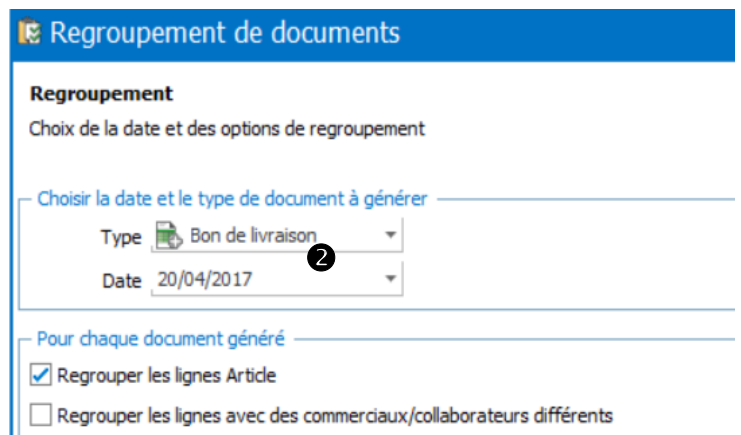 Regroupement de documents
Regroupement
Choix de la date et des options de regroupement
Choisir la date et le type de document à générer
Type Bon de livraison
2
Date 20/04/2017
Pour chaque document généré
Regrouper les lignes Article
Regrouper les lignes avec des commerciaux/collaborateurs différents